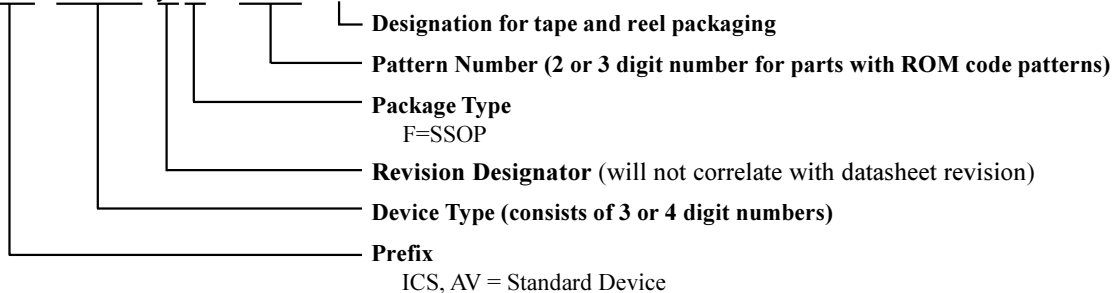 Designation for tape and reel packaging
Pattern Number (2 or 3 digit number for parts with ROM code patterns)
Package Type
F=SSOP
Revision Designator (will not correlate with datasheet revision)
Device Type (consists of 3 or 4 digit numbers)
Prefix
ICS, AV = Standard Device